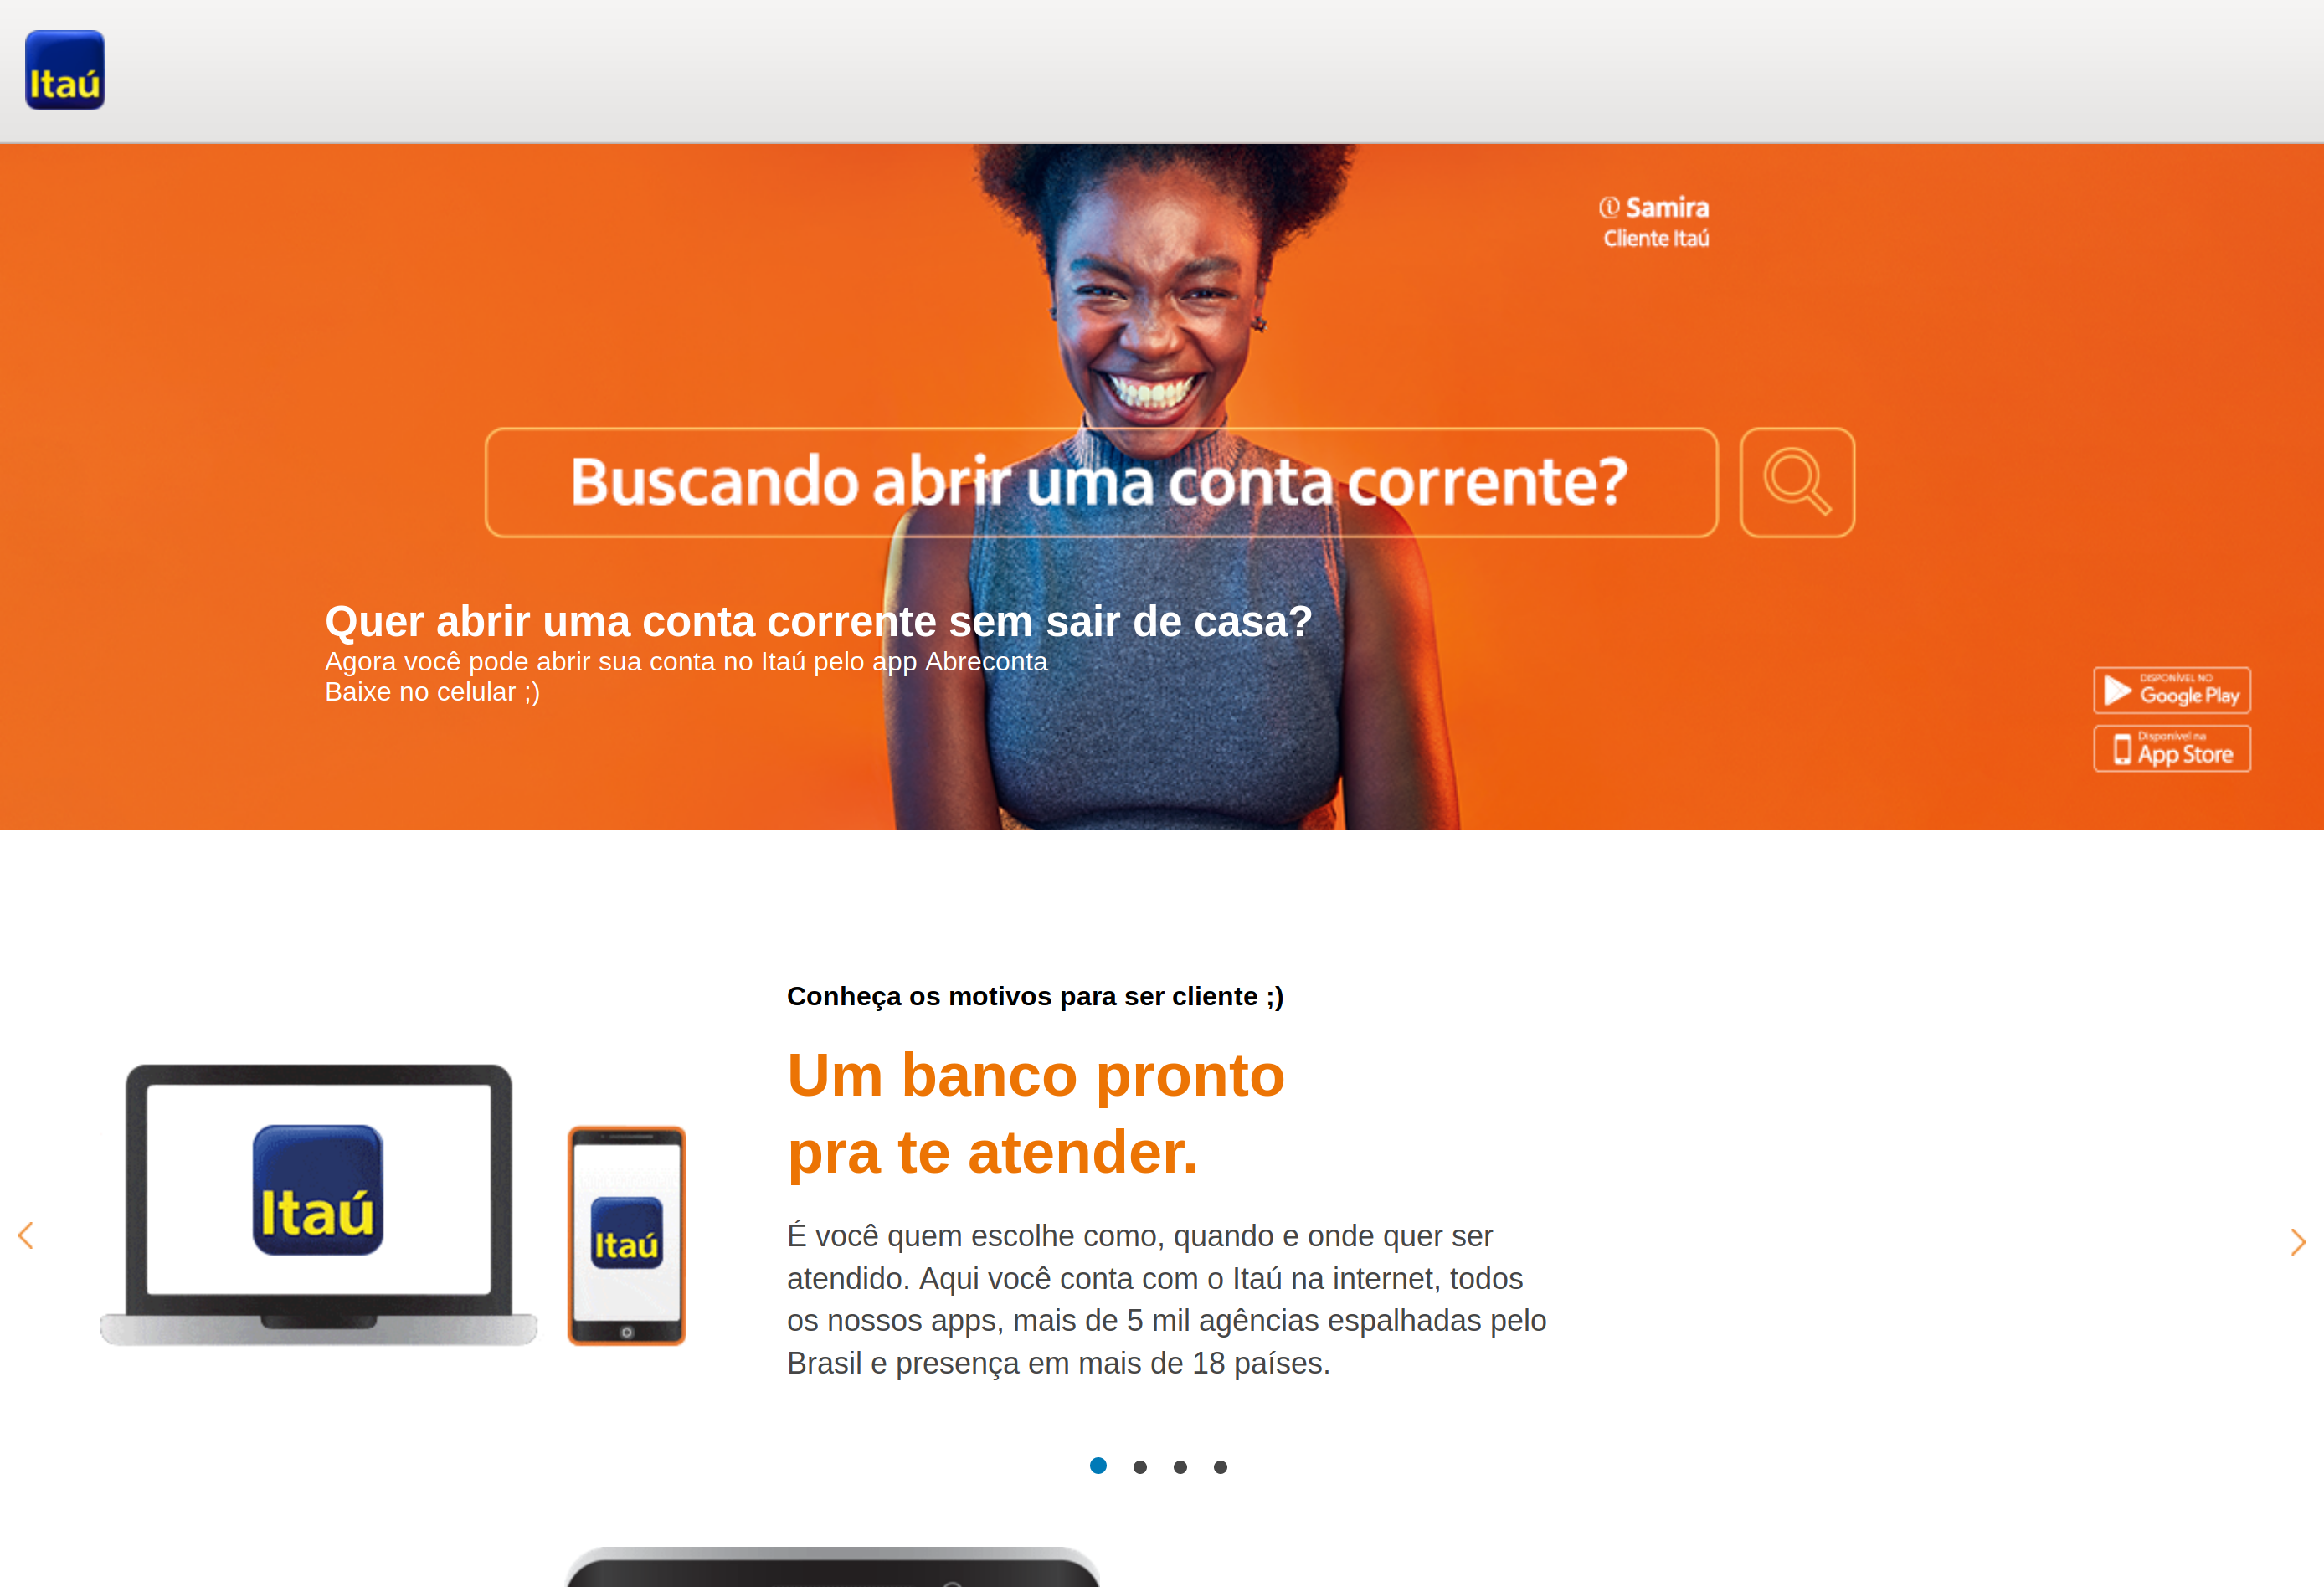 Itaú
Samira
Cliente Itaú
Buscando abrir uma conta corrente?
Quer abrir uma conta corrente sem sair de casa?
Agora você pode abrir sua conta no Itaú pelo app Abreconta
Baixe no celular ;)
DISPONÍVEL NO
Google Play
Disponível na
App Store
Conheça os motivos para ser cliente ;)
Um banco pronto
pra te atender.
Itaú
Itaú
É você quem escolhe como, quando e onde quer ser
atendido. Aqui você conta com o Itaú na internet, todos
os nossos apps, mais de 5 mil agências espalhadas pelo
Brasil e presença em mais de 18 países.